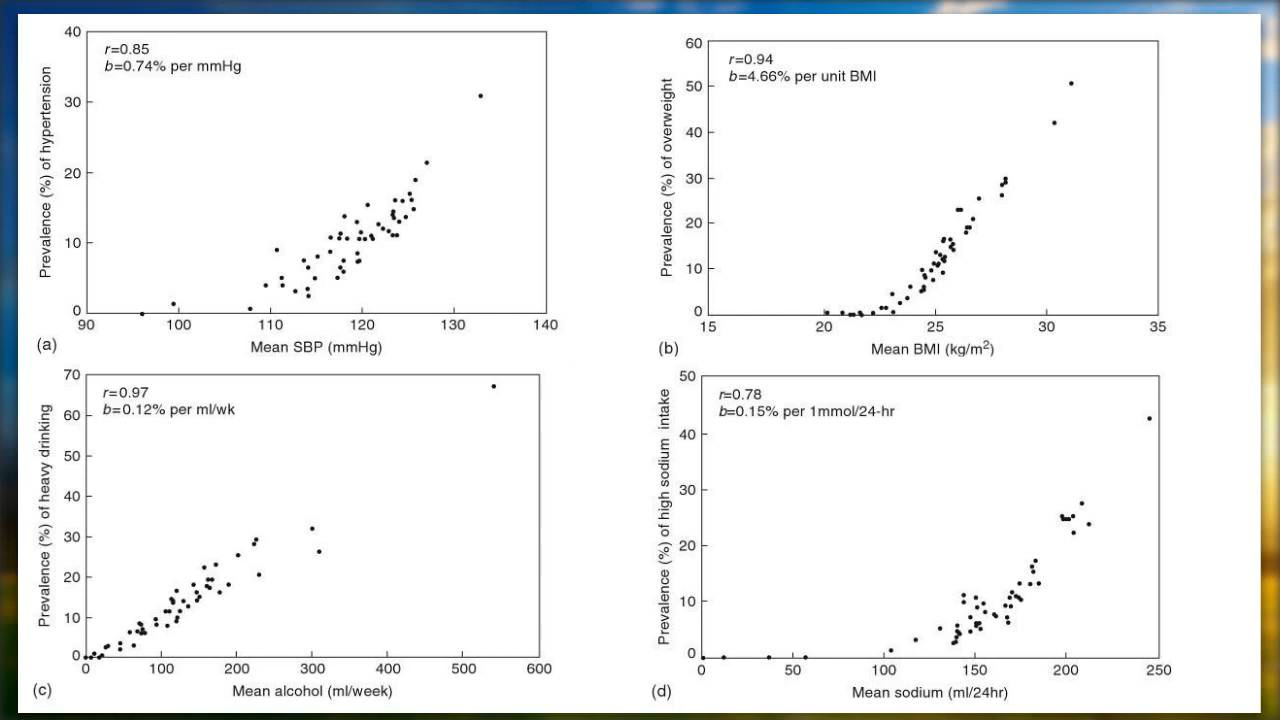 40
r=0.85
b=0.74% per mmHg
30
20
10
0
90 100 110 120 130 140
Prevalence (%) of hypertension
Mean SBP (mmHg)
(a)
60
r=0.94
b=4.66% per unit BMI
50
40
30
20
10
0
15 20 25 30 35
Prevalence (%) of overweight
Mean BMI (kg/m²)
(b)
70
r=0.97
b=0.12% per ml/wk
60
50
40
30
20
10
0
0 100 200 300 400 500 600
Prevalence (%) of heavy drinking
Mean alcohol (ml/week)
(c)
50
r=0.78
b=0.15% per 1mmol/24-hr
40
30
20
10
0
0 50 100 150 200 250
Prevalence (%) of high sodium intake
Mean sodium (ml/24hr)
(d)